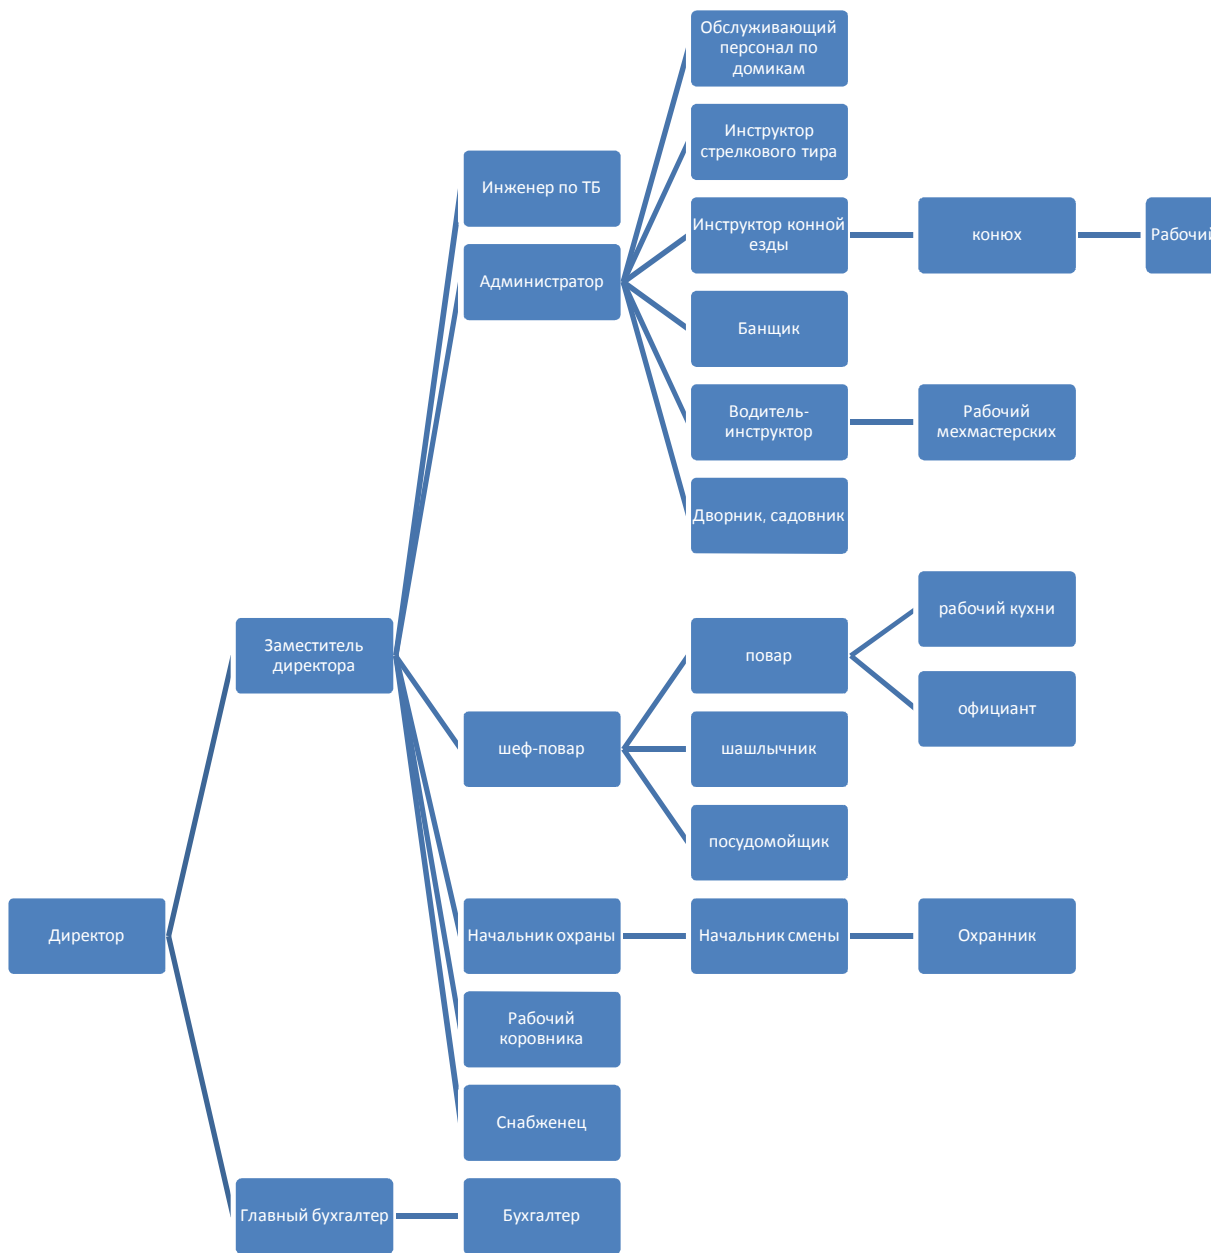 Обслуживающий
персонал по
домикам
Инструктор
стрелкового тира
Инженер по ТБ
Инструктор конной
езды
конюх
Рабочий
Администратор
Банщик
Водитель-
инструктор
Рабочий
мехмастерских
Дворник, садовник
рабочий кухни
Заместитель
директора
повар
официант
шеф-повар
шашлычник
посудомойщик
Директор
Начальник охраны
Начальник смены
Охранник
Рабочий
коровника
Снабженец
Главный бухгалтер
Бухгалтер